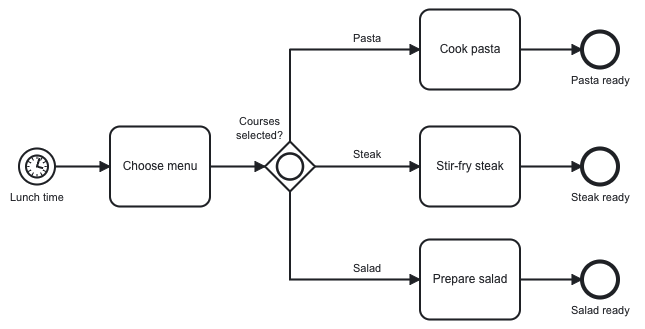 Lunch time
Choose menu
Courses
selected?
Pasta
Cook pasta
Pasta ready
Steak
Stir-fry steak
Steak ready
Salad
Prepare salad
Salad ready